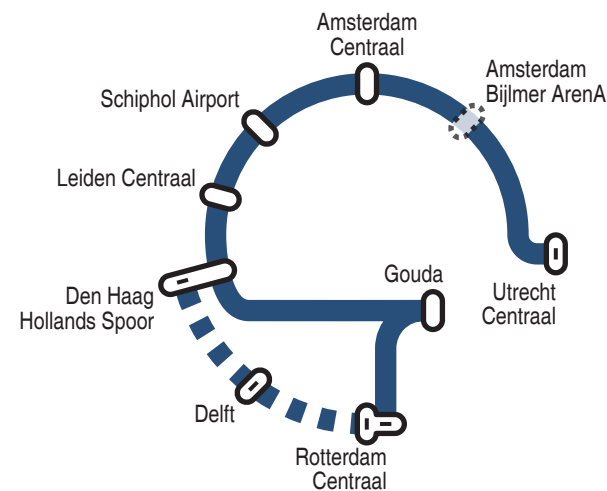 Amsterdam
Centraal
Amsterdam
Bijlmer ArenA
Schiphol Airport
Leiden Centraal
Den Haag
Hollands Spoor
Gouda
Utrecht
Centraal
Delft
Rotterdam
Centraal